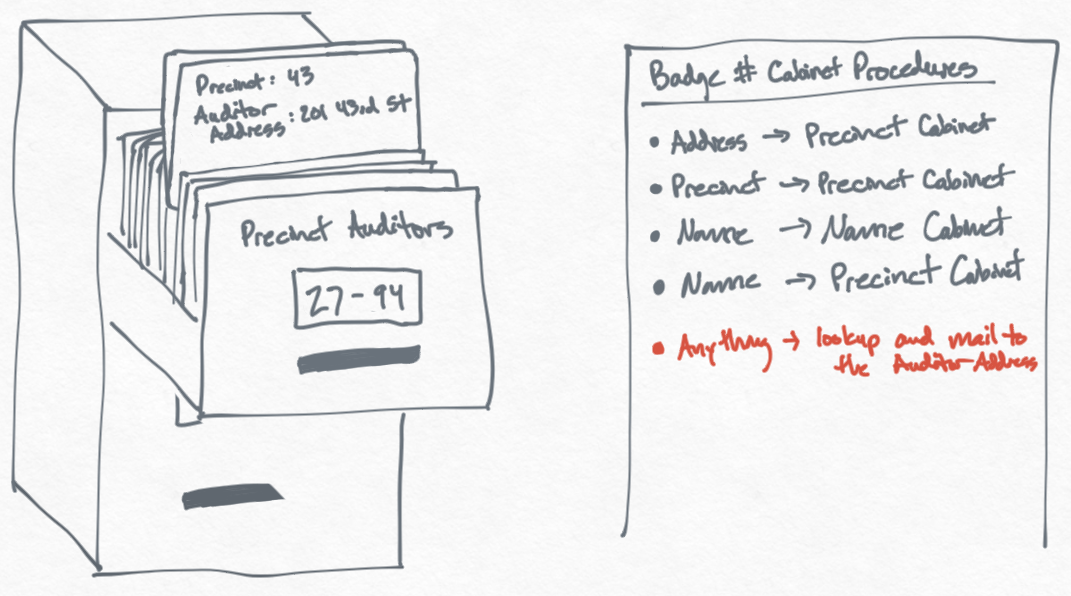 Precinct: 43
Auditor
Address : 201 43rd St
Precinct Auditors
27-94
Badge # Cabinet Procedures
• Address → Precinct Cabinet
• Precinct → Precinct Cabinet
• Name → Name Cabinet
• Name → Precinct Cabinet
• Anything → lookup and mail to
the Auditor-Address